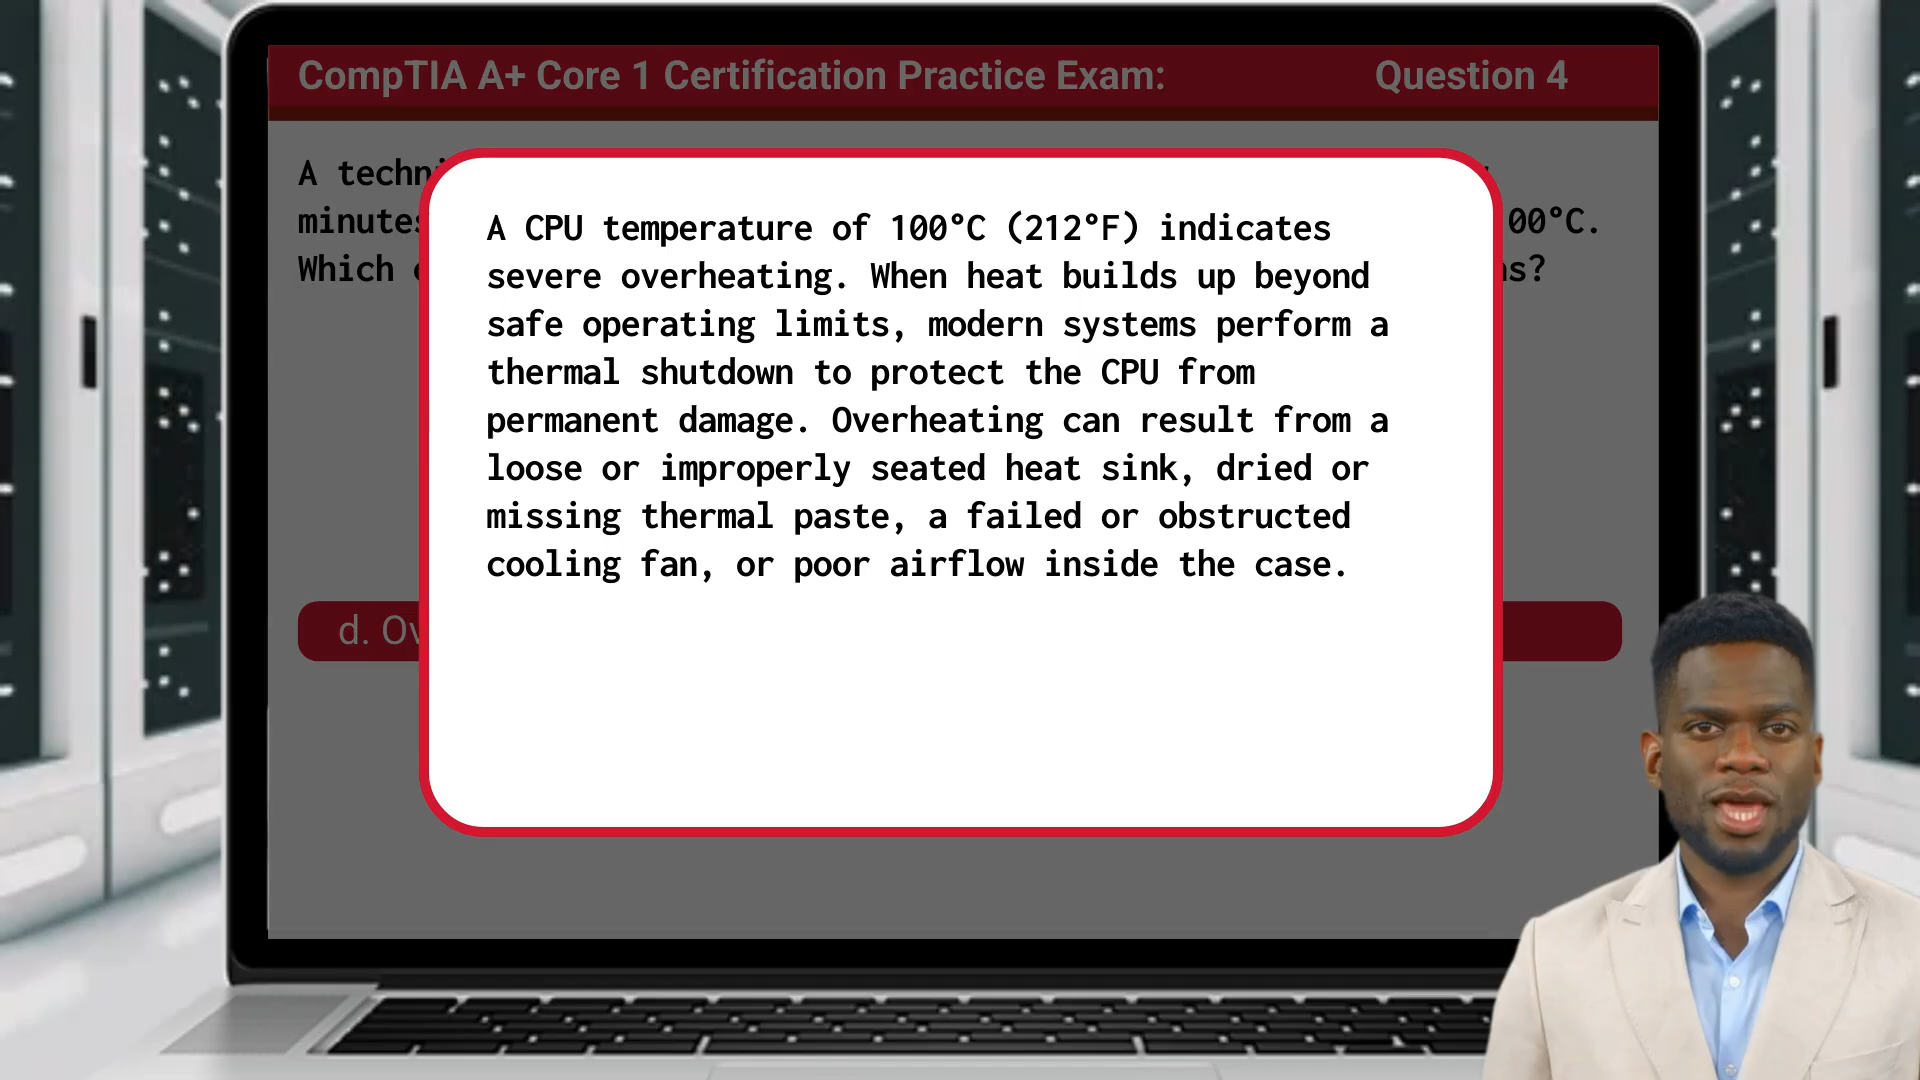 CompTIA A+ Core 1 Certification Practice Exam:
Question 4
A
minutes
00°C.
Which
A CPU temperature of 100°C (212°F) indicates
severe overheating. When heat builds up beyond
safe operating limits, modern systems perform a
thermal shutdown to protect the CPU from
permanent damage. Overheating can result from a
loose or improperly seated heat sink, dried or
missing thermal paste, a failed or obstructed
cooling fan, or poor airflow inside the case.
d.